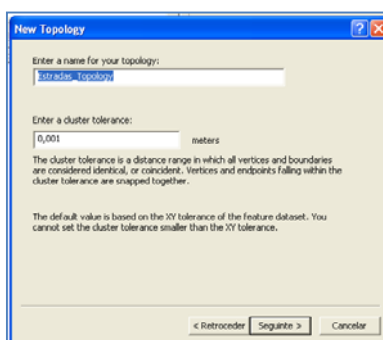 New Topology
Enter a name for your topology:
Estradas_Topology
Enter a cluster tolerance:
0,001 meters
The cluster tolerance is a distance range in which all vertices and boundaries
are considered identical, or coincident. Vertices and endpoints falling within the
cluster tolerance are snapped together.
The default value is based on the XY tolerance of the feature dataset. You
cannot set the cluster tolerance smaller than the XY tolerance.
< Retroceder Seguinte > Cancelar